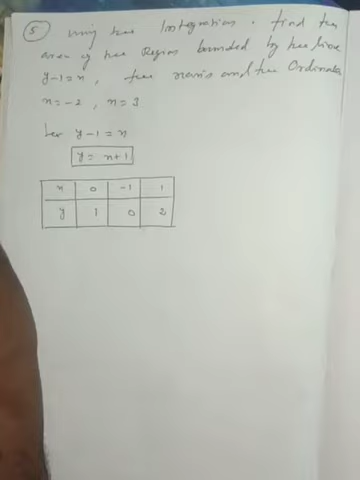 5 Using the Integration. find the
area of the Region bounded by the line
y-1=x, the x-axis and the Ordinates
x=-2, x=3
y-1=x
y=x+1
x 0 -1 1
y 1 0 2